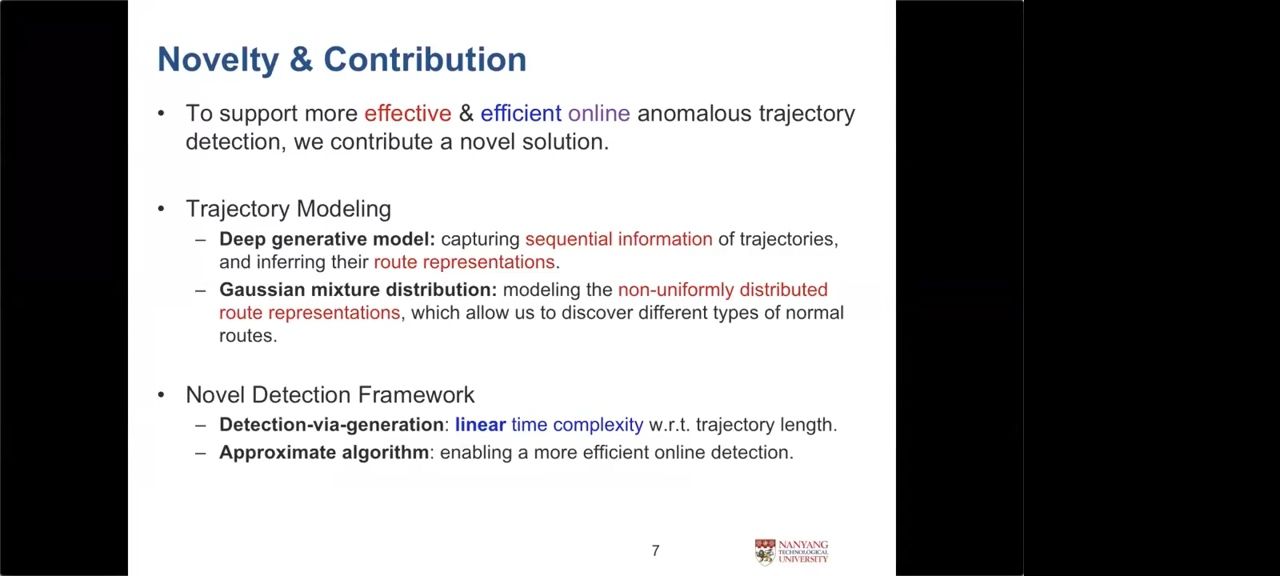 Novelty & Contribution
• To support more effective & efficient online anomalous trajectory
detection, we contribute a novel solution.
• Trajectory Modeling
– Deep generative model: capturing sequential information of trajectories,
and inferring their route representations.
– Gaussian mixture distribution: modeling the non-uniformly distributed
route representations, which allow us to discover different types of normal
routes.
• Novel Detection Framework
– Detection-via-generation: linear time complexity w.r.t. trajectory length.
– Approximate algorithm: enabling a more efficient online detection.
7
NANYANG
TECHNOLOGICAL
UNIVERSITY